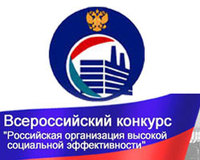 Всероссийский конкурс
"Российская организация высокой
социальной эффективности"